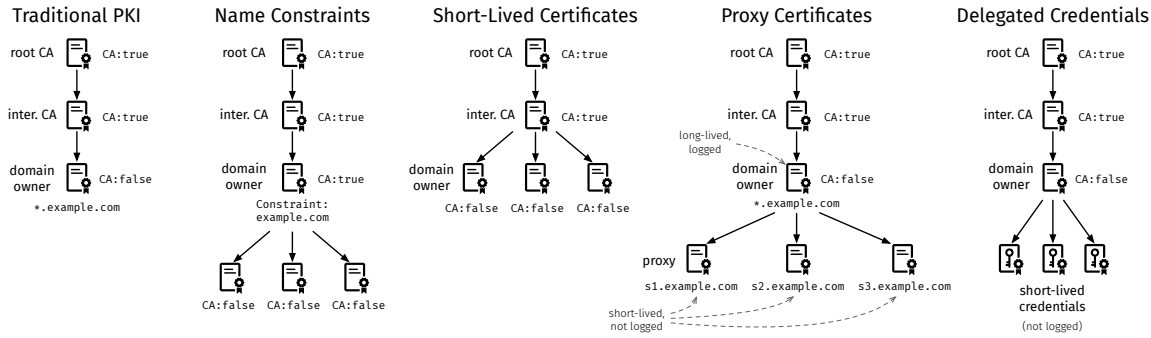 Traditional PKI
root CA
CA:true
inter. CA
CA:true
domain
owner
CA:false
*.example.com
Name Constraints
root CA
CA:true
inter. CA
CA:true
domain
owner
CA:true
Constraint:
example.com
CA:false
CA:false
CA:false
Short-Lived Certificates
root CA
CA:true
inter. CA
CA:true
domain
owner
CA:false
CA:false
CA:false
Proxy Certificates
root CA
CA:true
inter. CA
CA:true
long-lived,
logged
domain
owner
CA:false
*.example.com
proxy
s1.example.com
s2.example.com
s3.example.com
short-lived,
not logged
Delegated Credentials
root CA
CA:true
inter. CA
CA:true
domain
owner
CA:false
short-lived
credentials
(not logged)